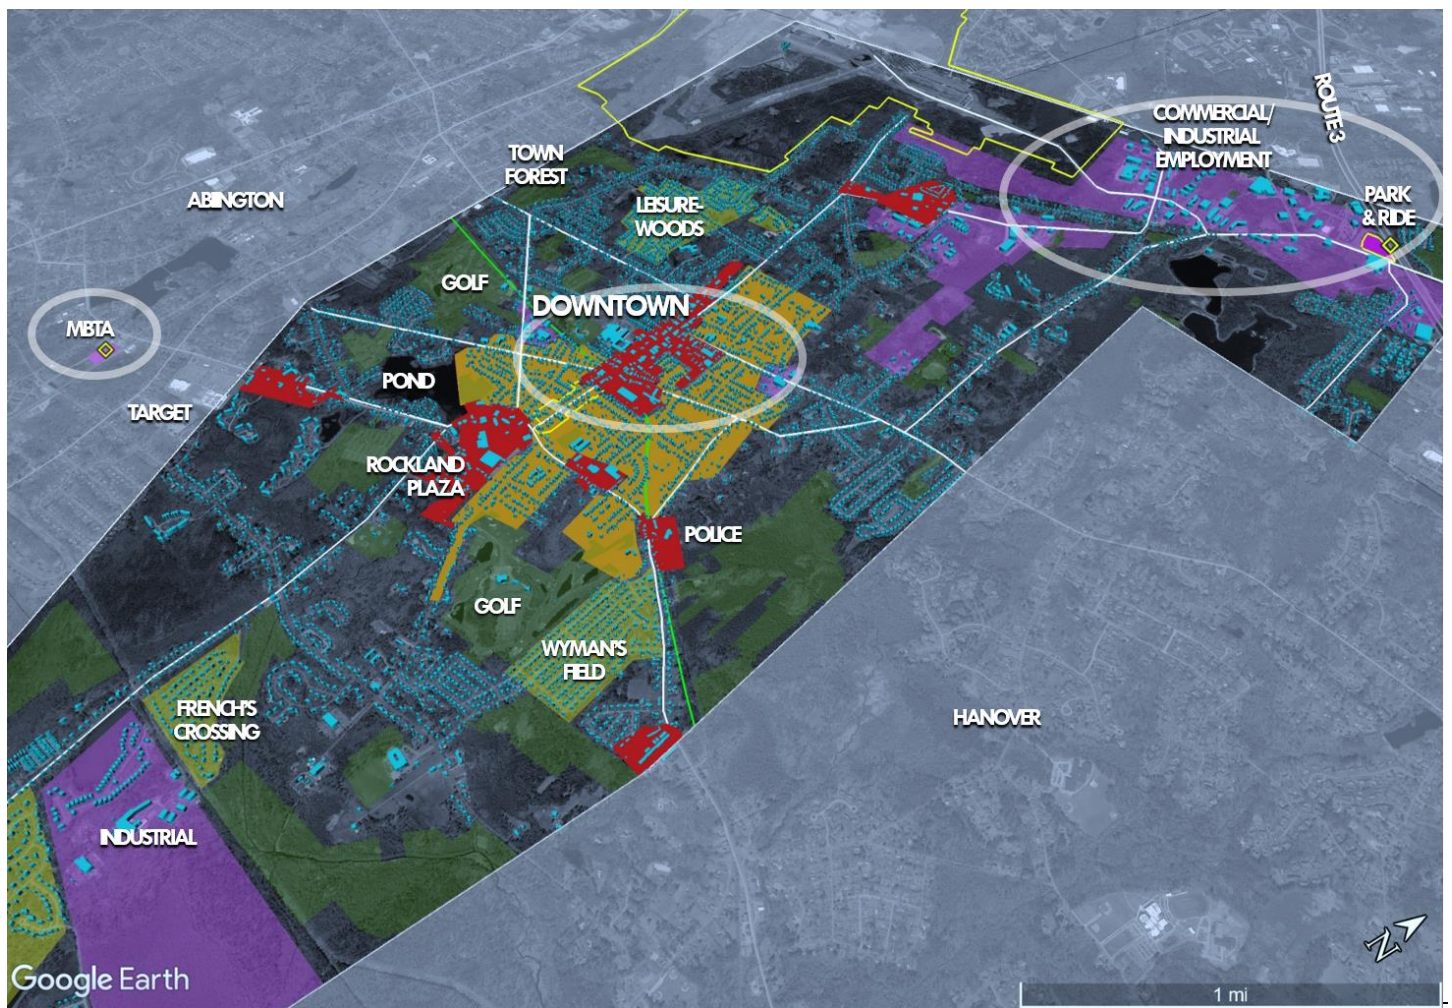 ROUTE 3
COMMERCIAL/
INDUSTRIAL
EMPLOYMENT
TOWN
FOREST
ABINGTON
LEISURE-
WOODS
PARK
& RIDE
GOLF
DOWNTOWN
MBTA
POND
TARGET
ROCKLAND
PLAZA
POLICE
GOLF
WYMAN'S
FIELD
FRENCH'S
CROSSING
HANOVER
INDUSTRIAL
N
Google Earth
1 mi